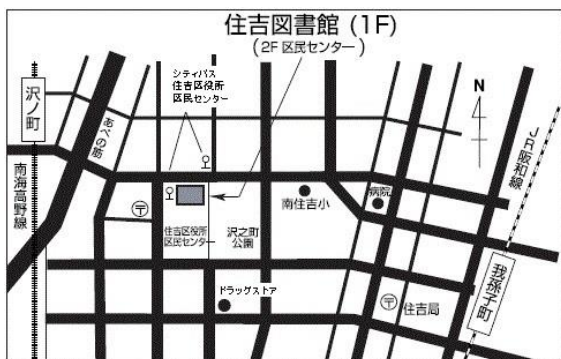 住吉図書館 (1F)
(2F 区民センター)
シティバス
住吉区役所
区民センター
沢ノ町
あべの筋
N
JR阪和線
南海高野線
〒
住吉区役所
区民センター
沢之町
公園
南住吉小
病院
我孫子町
ドラッグストア
〒
住吉局